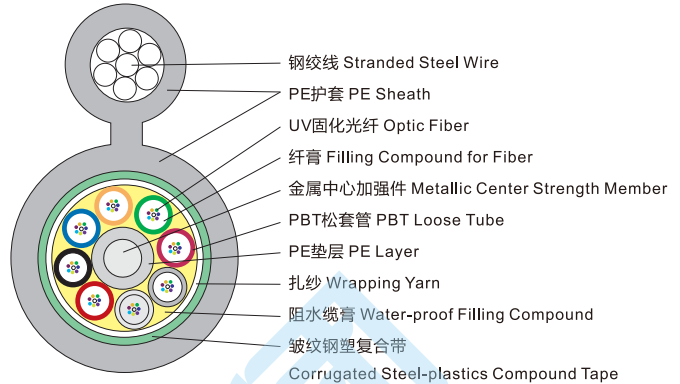 钢绞线 Stranded Steel Wire
PE护套 PE Sheath
UV固化光纤 Optic Fiber
纤膏 Filling Compound for Fiber
金属中心加强件 Metallic Center Strength Member
PBT松套管 PBT Loose Tube
PE垫层 PE Layer
扎纱 Wrapping Yarn
阻水缆膏 Water-proof Filling Compound
皱纹钢塑复合带
Corrugated Steel-plastics Compound Tape